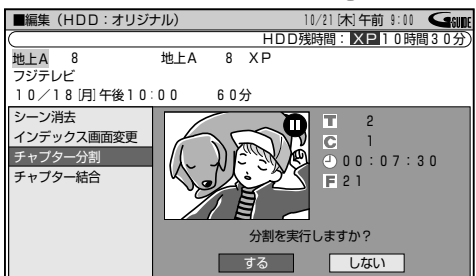 ■編集（HDD：オリジナル） 10/21[木]午前 9:00 GGUIDE
HDD残時間：XP10時間30分
地上A 8 地上A 8 XP
フジテレビ
10／18[月]午後10:00 60分
シーン消去
インデックス画面変更
チャプター分割
チャプター結合
T 2
C 1
00：07：30
F 21
分割を実行しますか？
する しない